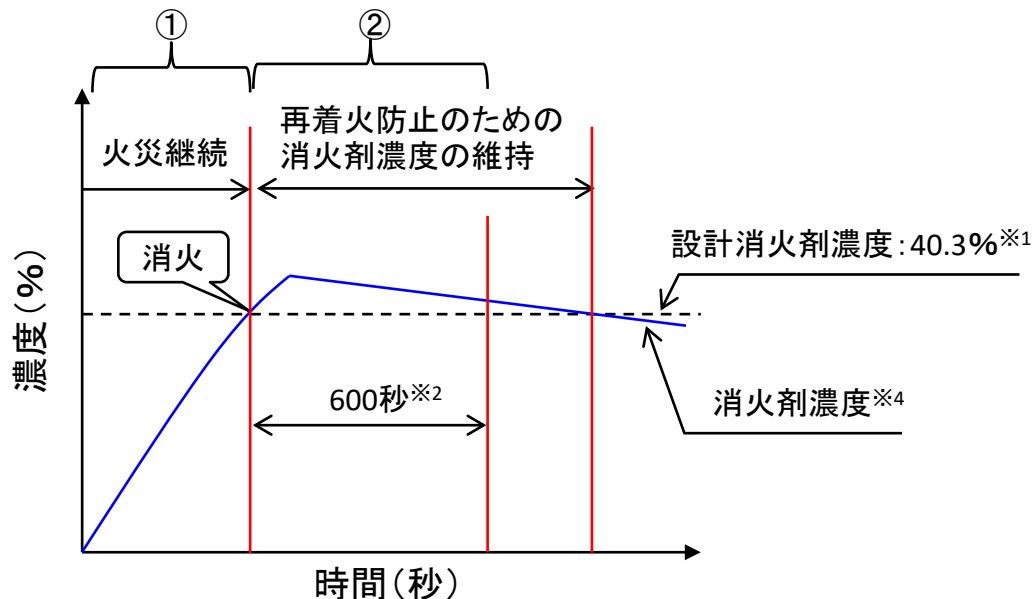 ①
②
火災継続
再着火防止のための
消火剤濃度の維持
消火
設計消火剤濃度：40.3％※1
600秒※2
消火剤濃度※4
濃度（％）
時間（秒）